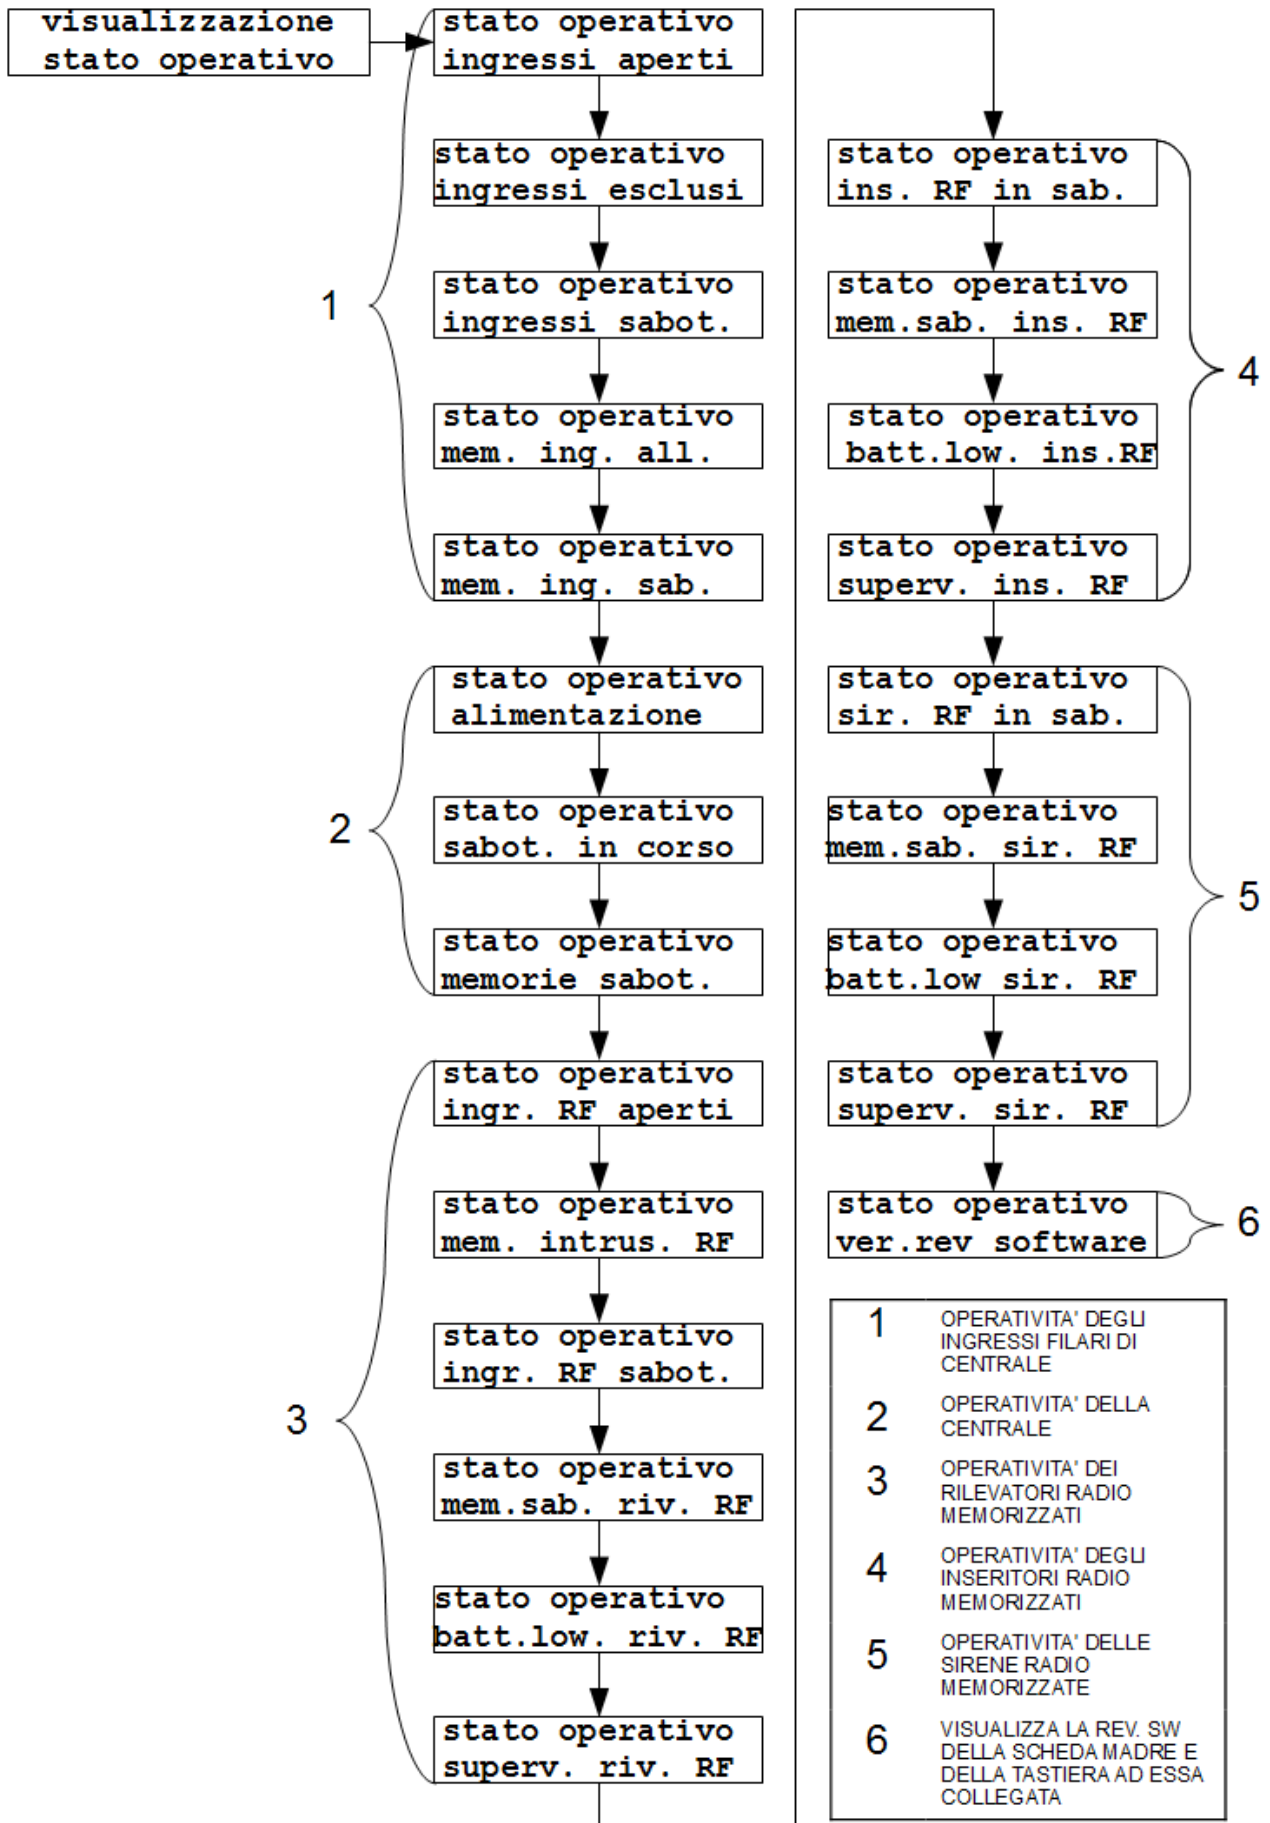 visualizzazione
stato operativo
stato operativo
ingressi aperti
stato operativo
ingressi esclusi
stato operativo
ingressi sabot.
stato operativo
mem. ing. all.
stato operativo
mem. ing. sab.
1
stato operativo
alimentazione
stato operativo
sabot. in corso
stato operativo
memorie sabot.
2
stato operativo
ingr. RF aperti
stato operativo
mem. intrus. RF
stato operativo
ingr. RF sabot.
stato operativo
mem.sab. riv. RF
stato operativo
batt.low. riv. RF
stato operativo
superv. riv. RF
3
stato operativo
ins. RF in sab.
stato operativo
mem.sab. ins. RF
stato operativo
batt.low. ins.RF
stato operativo
superv. ins. RF
4
stato operativo
sir. RF in sab.
stato operativo
mem.sab. sir. RF
stato operativo
batt.low sir. RF
stato operativo
superv. sir. RF
5
stato operativo
ver.rev software
6
1 OPERATIVITA' DEGLI
INGRESSI FILARI DI
CENTRALE
2 OPERATIVITA' DELLA
CENTRALE
3 OPERATIVITA' DEI
RILEVATORI RADIO
MEMORIZZATI
4 OPERATIVITA' DEGLI
INSERITORI RADIO
MEMORIZZATI
5 OPERATIVITA' DELLE
SIRENE RADIO
MEMORIZZATE
6 VISUALIZZA LA REV. SW
DELLA SCHEDA MADRE E
DELLA TASTIERA AD ESSA
COLLEGATA